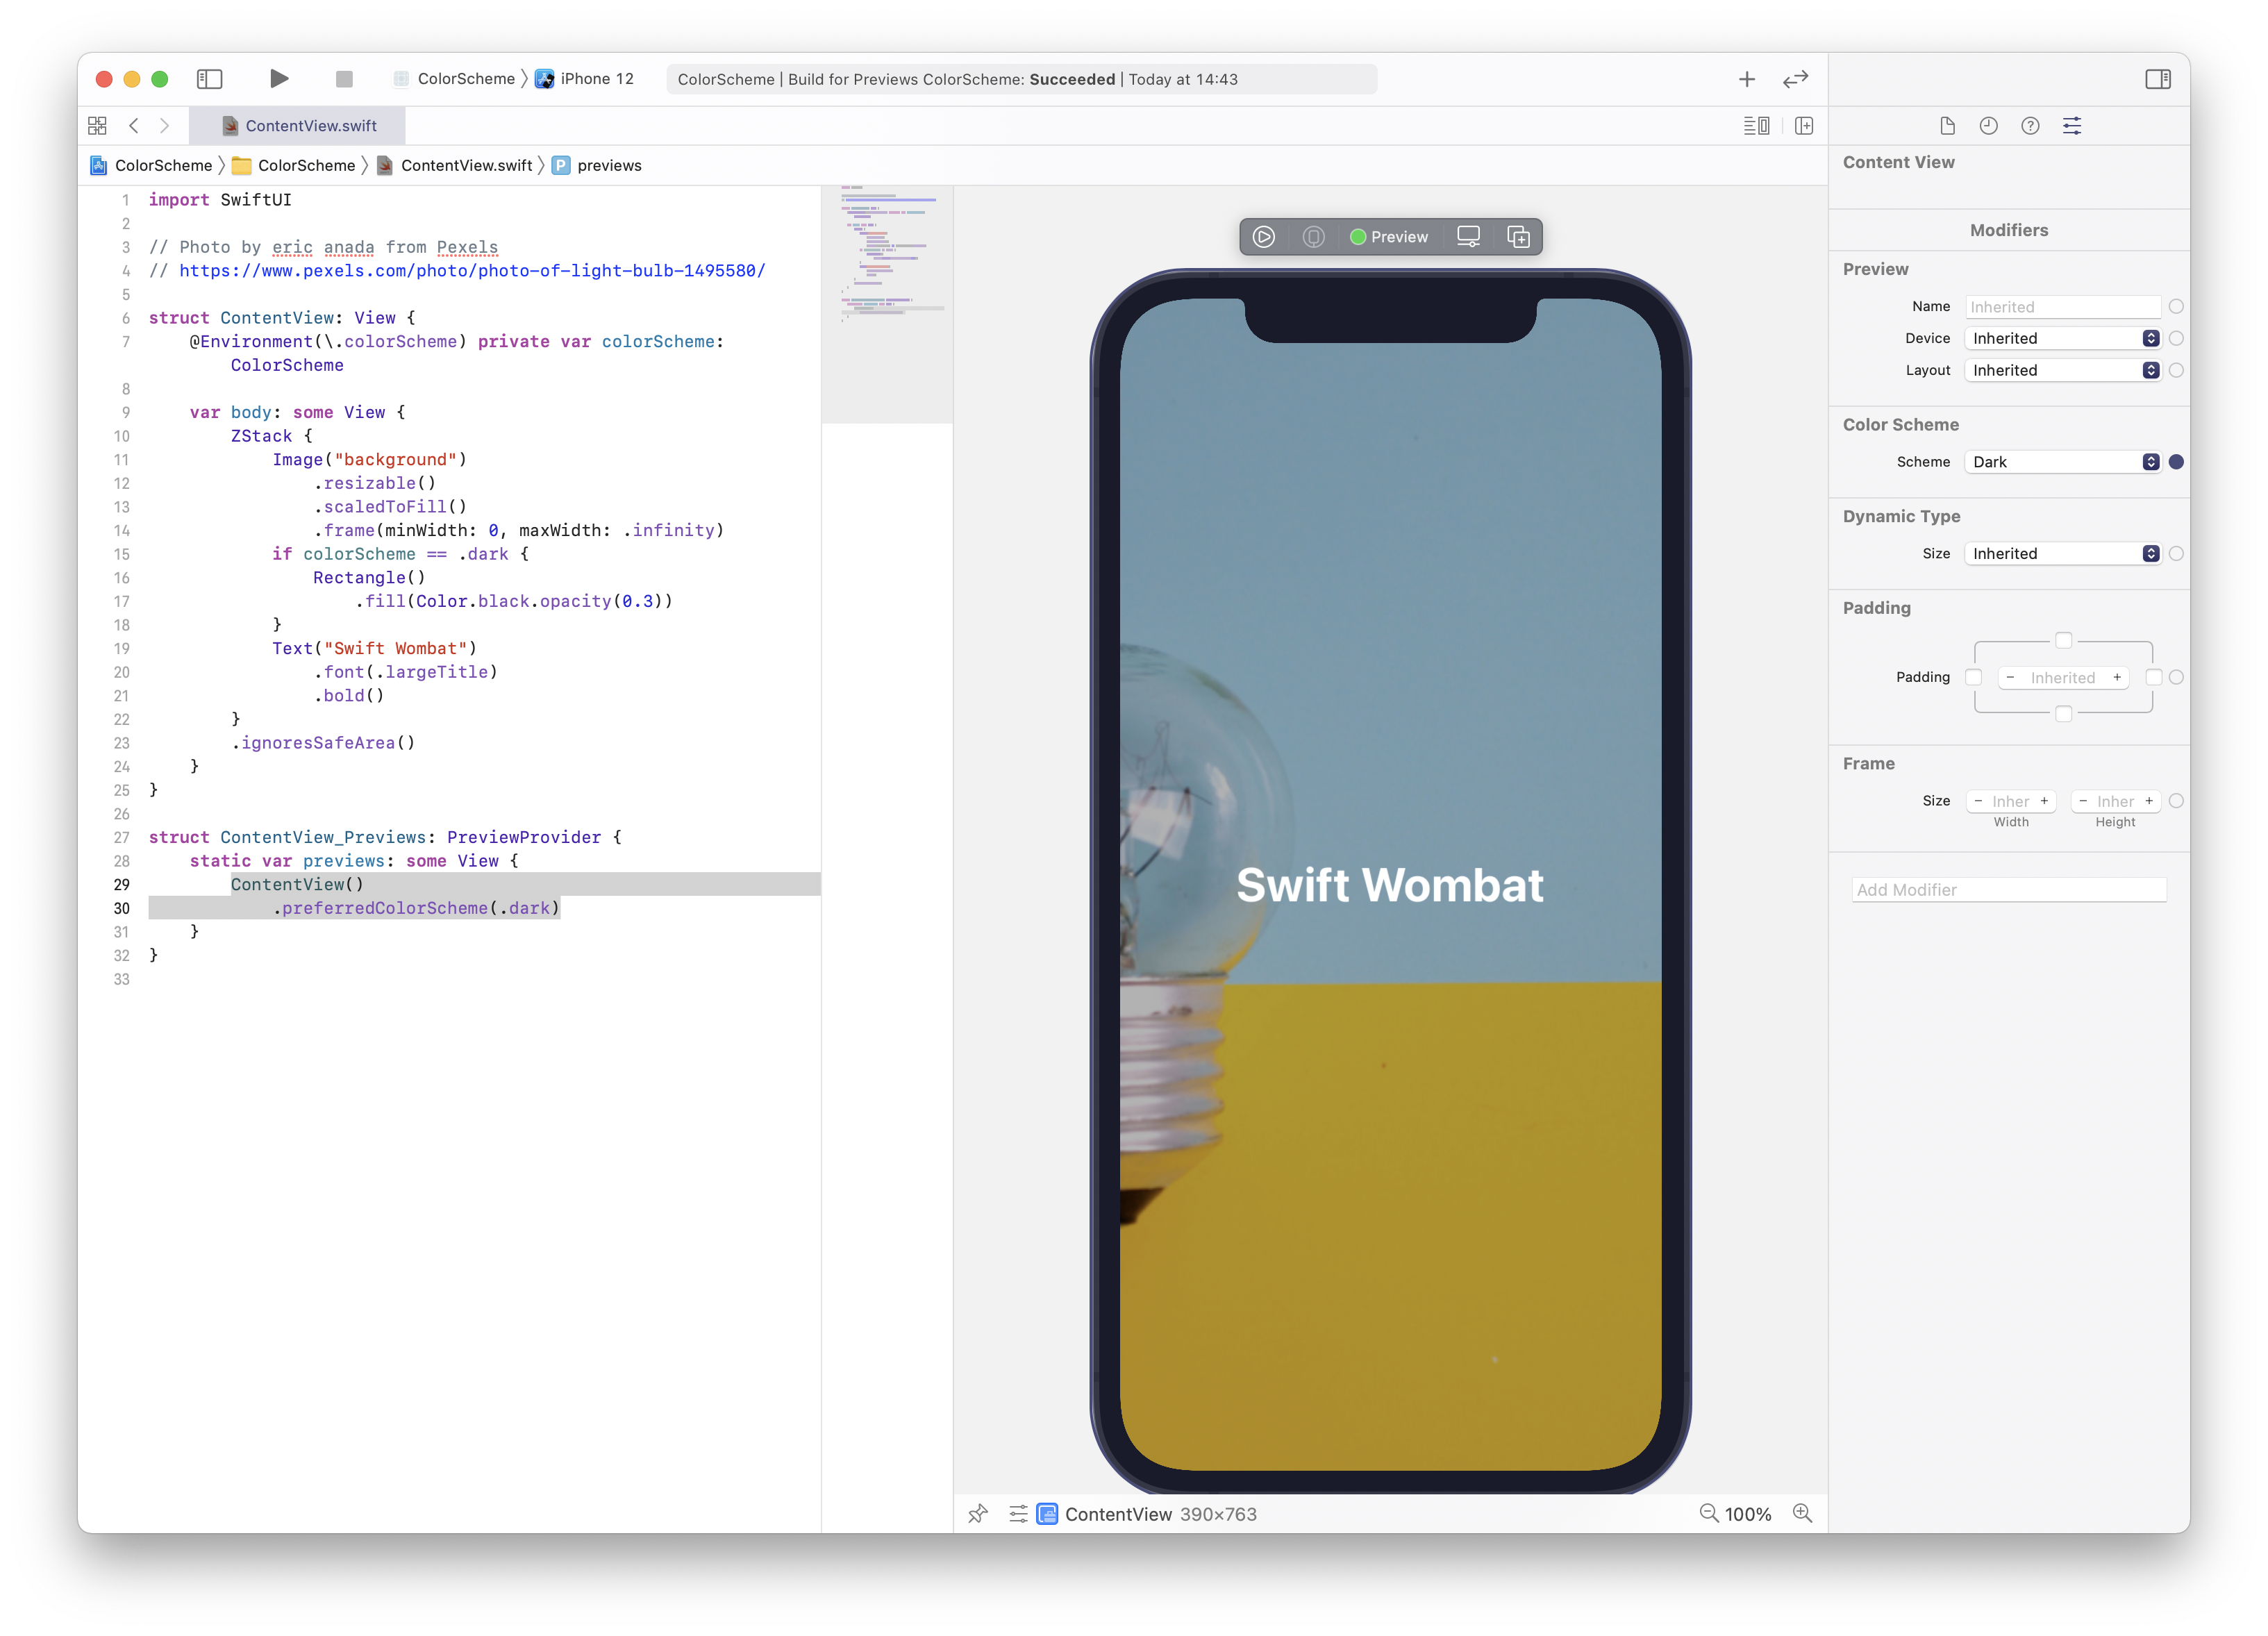 ColorScheme 〉 iPhone 12
ColorScheme | Build for Previews ColorScheme: Succeeded | Today at 14:43
ContentView.swift
ColorScheme 〉 ColorScheme 〉 ContentView.swift 〉 P previews
1 import SwiftUI
2
3 // Photo by eric anada from Pexels
4 // https://www.pexels.com/photo/photo-of-light-bulb-1495580/
5
6 struct ContentView: View {
7     @Environment(\.colorScheme) private var colorScheme:
        ColorScheme
8
9     var body: some View {
10         ZStack {
11             Image("background")
12                 .resizable()
13                 .scaledToFill()
14                 .frame(minWidth: 0, maxWidth: .infinity)
15             if colorScheme == .dark {
16                 Rectangle()
17                     .fill(Color.black.opacity(0.3))
18             }
19             Text("Swift Wombat")
20                 .font(.largeTitle)
21                 .bold()
22         }
23         .ignoresSafeArea()
24     }
25 }
26
27 struct ContentView_Previews: PreviewProvider {
28     static var previews: some View {
29         ContentView()
30             .preferredColorScheme(.dark)
31     }
32 }
33
Preview
Swift Wombat
ContentView 390×763
100%
Content View
Modifiers
Preview
Name Inherited
Device Inherited
Layout Inherited
Color Scheme
Scheme Dark
Dynamic Type
Size Inherited
Padding
Padding − Inherited +
Frame
Size − Inher + − Inher +
Width Height
Add Modifier